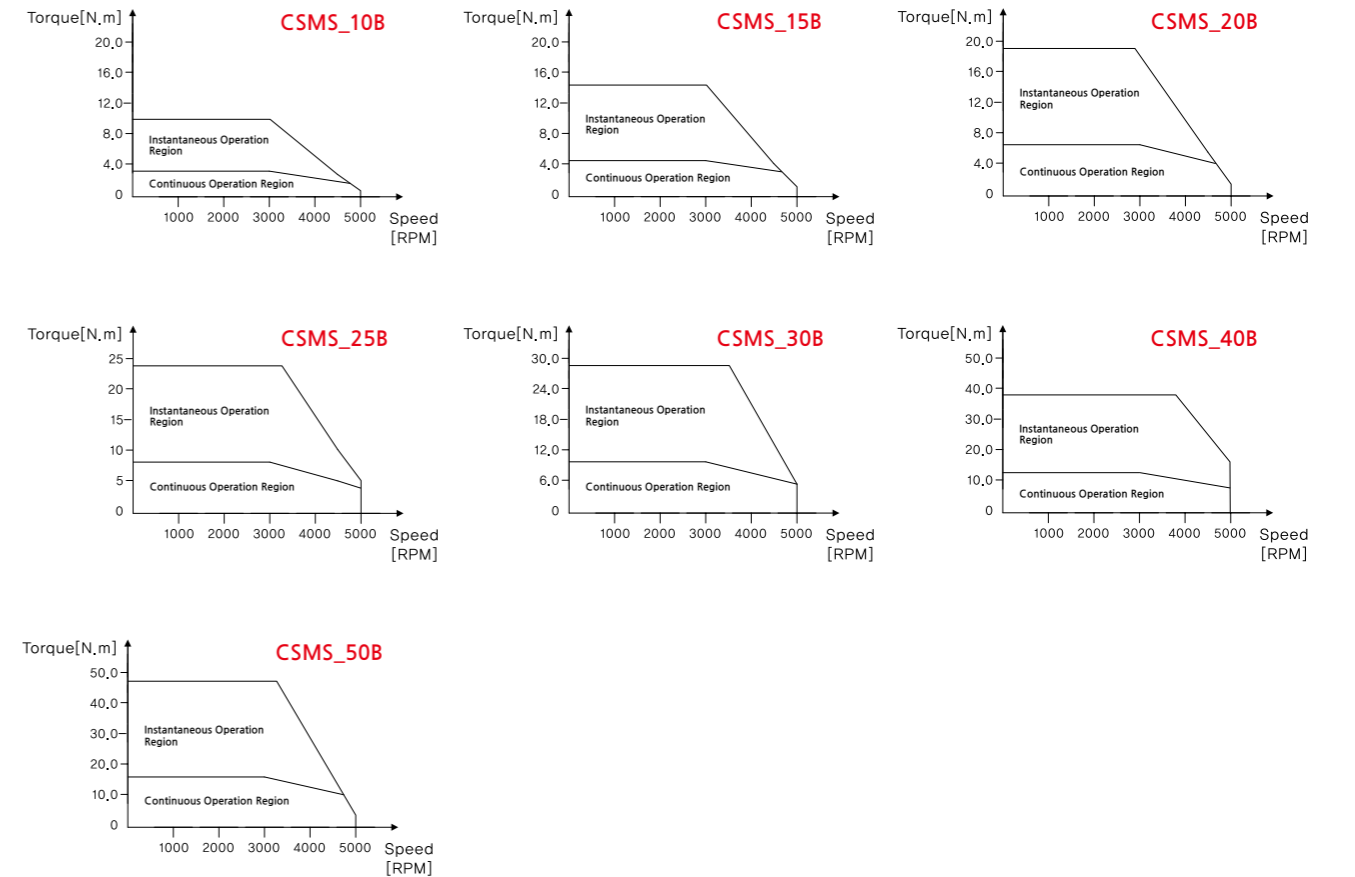 Torque[N.m]
CSMS_10B
20.0
16.0
12.0
8.0
4.0
0
Instantaneous Operation
Region
Continuous Operation Region
1000 2000 3000 4000 5000 Speed
[RPM]
Torque[N.m]
CSMS_15B
20.0
16.0
12.0
8.0
4.0
0
Instantaneous Operation
Region
Continuous Operation Region
1000 2000 3000 4000 5000 Speed
[RPM]
Torque[N.m]
CSMS_20B
20.0
16.0
12.0
8.0
4.0
0
Instantaneous Operation
Region
Continuous Operation Region
1000 2000 3000 4000 5000 Speed
[RPM]
Torque[N.m]
CSMS_25B
25
20
15
10
5
0
Instantaneous Operation
Region
Continuous Operation Region
1000 2000 3000 4000 5000 Speed
[RPM]
Torque[N.m]
CSMS_30B
30.0
24.0
18.0
12.0
6.0
0
Instantaneous Operation
Region
Continuous Operation Region
1000 2000 3000 4000 5000 Speed
[RPM]
Torque[N.m]
CSMS_40B
50.0
40.0
30.0
20.0
10.0
0
Instantaneous Operation
Region
Continuous Operation Region
1000 2000 3000 4000 5000 Speed
[RPM]
Torque[N.m]
CSMS_50B
50.0
40.0
30.0
20.0
10.0
0
Instantaneous Operation
Region
Continuous Operation Region
1000 2000 3000 4000 5000 Speed
[RPM]